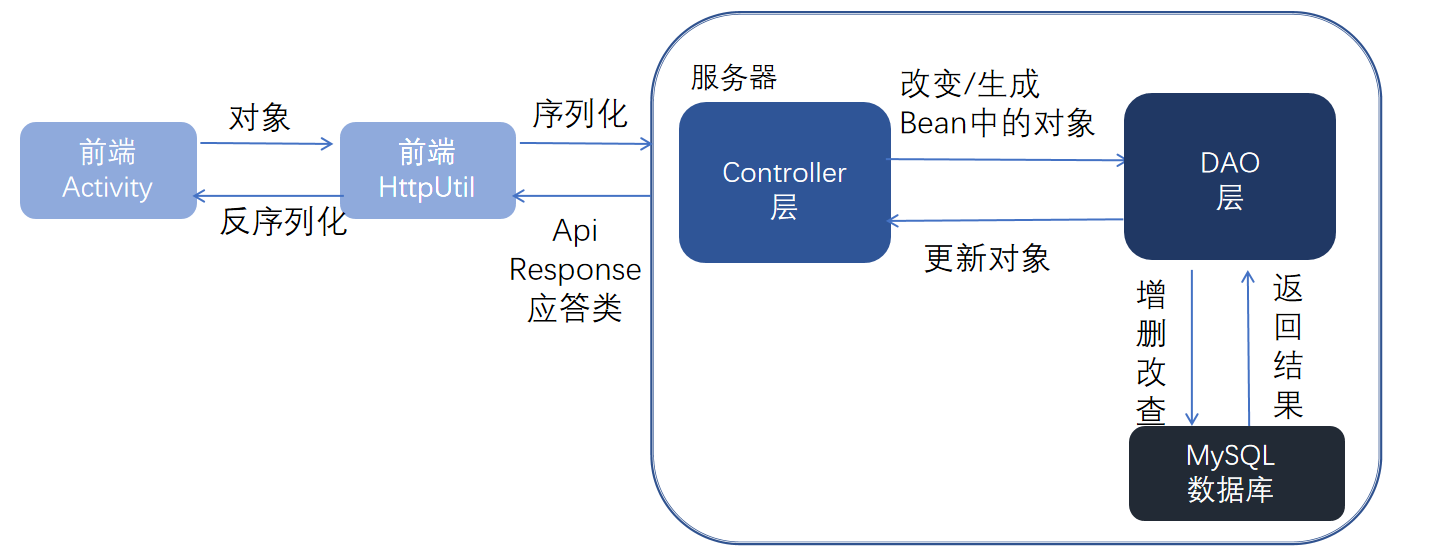 前端
Activity
对象
反序列化
前端
HttpUtil
序列化
Api
Response
应答类
服务器
Controller
层
改变/生成
Bean中的对象
更新对象
DAO
层
增
删
改
查
返
回
结
果
MySQL
数据库